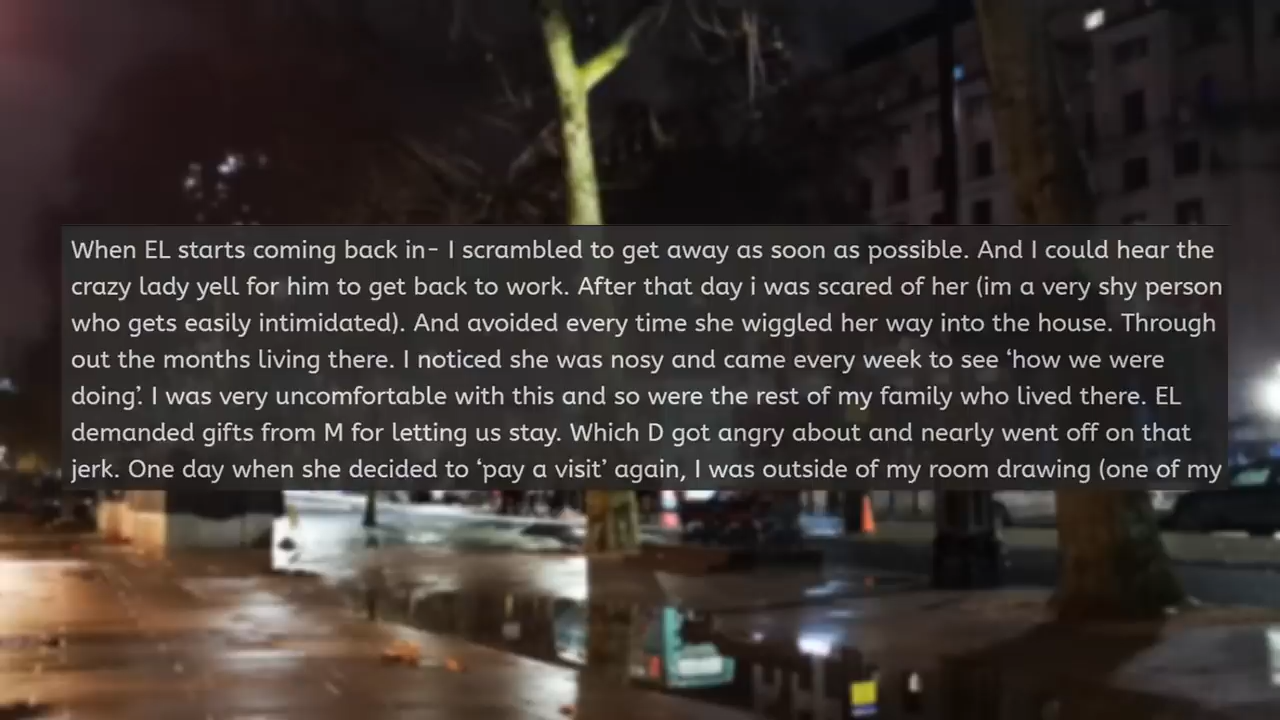 When EL starts coming back in- I scrambled to get away as soon as possible. And I could hear the
crazy lady yell for him to get back to work. After that day i was scared of her (im a very shy person
who gets easily intimidated). And avoided every time she wiggled her way into the house. Through
out the months living there. I noticed she was nosy and came every week to see ‘how we were
doing’. I was very uncomfortable with this and so were the rest of my family who lived there. EL
demanded gifts from M for letting us stay. Which D got angry about and nearly went off on that
jerk. One day when she decided to ‘pay a visit’ again, I was outside of my room drawing (one of my